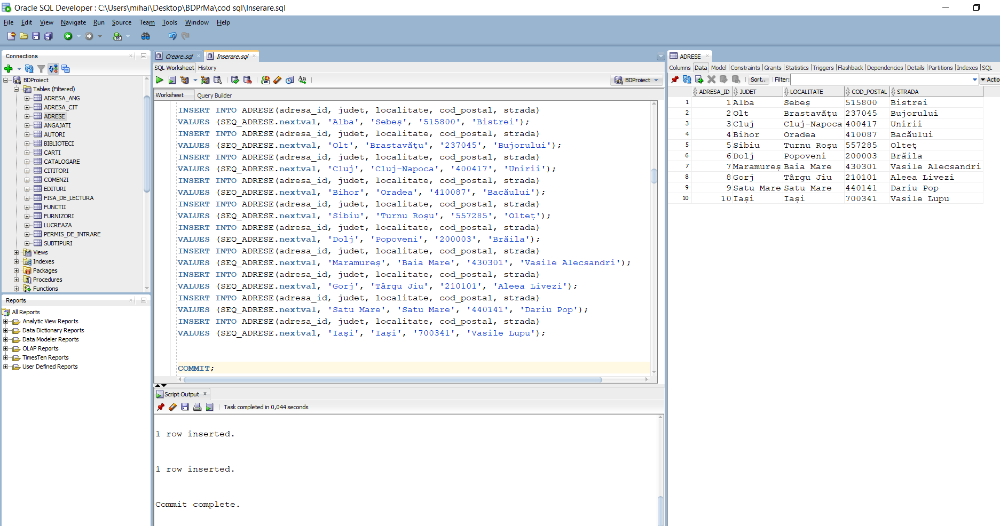 Oracle SQL Developer : C:\Users\mihai\Desktop\BDPrMa\cod sql\Inserare.sql
File Edit View Navigate Run Source Team Tools Window Help
Connections
BDProiect
Tables (Filtered)
ADRESA_ANG
ADRESA_CIT
ADRESE
ANGAJATI
AUTORI
BIBLIOTECI
CARTI
CATALOGARE
CITITORI
COMENZI
EDITURI
FISA_DE_LECTURA
FUNCTII
FURNIZORI
LUCREAZA
PERMIS_DE_INTRARE
SUBTIPURI
Views
Indexes
Packages
Procedures
Functions
Reports
All Reports
Analytic View Reports
Data Dictionary Reports
Data Modeler Reports
OLAP Reports
TimesTen Reports
User Defined Reports
Creare.sql Inserare.sql
SQL Worksheet History
BDProiect
Worksheet Query Builder
INSERT INTO ADRESE(adresa_id, judet, localitate, cod_postal, strada)
VALUES (SEQ_ADRESE.nextval, 'Alba', 'Sebeș', '515800', 'Bistrei');
INSERT INTO ADRESE(adresa_id, judet, localitate, cod_postal, strada)
VALUES (SEQ_ADRESE.nextval, 'Olt', 'Brastavățu', '237045', 'Bujorului');
INSERT INTO ADRESE(adresa_id, judet, localitate, cod_postal, strada)
VALUES (SEQ_ADRESE.nextval, 'Cluj', 'Cluj-Napoca', '400417', 'Unirii');
INSERT INTO ADRESE(adresa_id, judet, localitate, cod_postal, strada)
VALUES (SEQ_ADRESE.nextval, 'Bihor', 'Oradea', '410087', 'Bacăului');
INSERT INTO ADRESE(adresa_id, judet, localitate, cod_postal, strada)
VALUES (SEQ_ADRESE.nextval, 'Sibiu', 'Turnu Roșu', '557285', 'Olteț');
INSERT INTO ADRESE(adresa_id, judet, localitate, cod_postal, strada)
VALUES (SEQ_ADRESE.nextval, 'Dolj', 'Popoveni', '200003', 'Brăila');
INSERT INTO ADRESE(adresa_id, judet, localitate, cod_postal, strada)
VALUES (SEQ_ADRESE.nextval, 'Maramureș', 'Baia Mare', '430301', 'Vasile Alecsandri');
INSERT INTO ADRESE(adresa_id, judet, localitate, cod_postal, strada)
VALUES (SEQ_ADRESE.nextval, 'Gorj', 'Târgu Jiu', '210101', 'Aleea Livezi');
INSERT INTO ADRESE(adresa_id, judet, localitate, cod_postal, strada)
VALUES (SEQ_ADRESE.nextval, 'Satu Mare', 'Satu Mare', '440141', 'Dariu Pop');
INSERT INTO ADRESE(adresa_id, judet, localitate, cod_postal, strada)
VALUES (SEQ_ADRESE.nextval, 'Iași', 'Iași', '700341', 'Vasile Lupu');
COMMIT;
Script Output
Task completed in 0,044 seconds
1 row inserted.
1 row inserted.
Commit complete.
ADRESE
Columns Data Model Constraints Grants Statistics Triggers Flashback Dependencies Details Partitions Indexes SQL
Sort.. Filter: Actio
ADRESA_ID JUDET LOCALITATE COD_POSTAL STRADA
1 1 Alba Sebeș 515800 Bistrei
2 2 Olt Brastavățu 237045 Bujorului
3 3 Cluj Cluj-Napoca 400417 Unirii
4 4 Bihor Oradea 410087 Bacăului
5 5 Sibiu Turnu Roșu 557285 Olteț
6 6 Dolj Popoveni 200003 Brăila
7 7 Maramureș Baia Mare 430301 Vasile Alecsandri
8 8 Gorj Târgu Jiu 210101 Aleea Livezi
9 9 Satu Mare Satu Mare 440141 Dariu Pop
10 10 Iași Iași 700341 Vasile Lupu